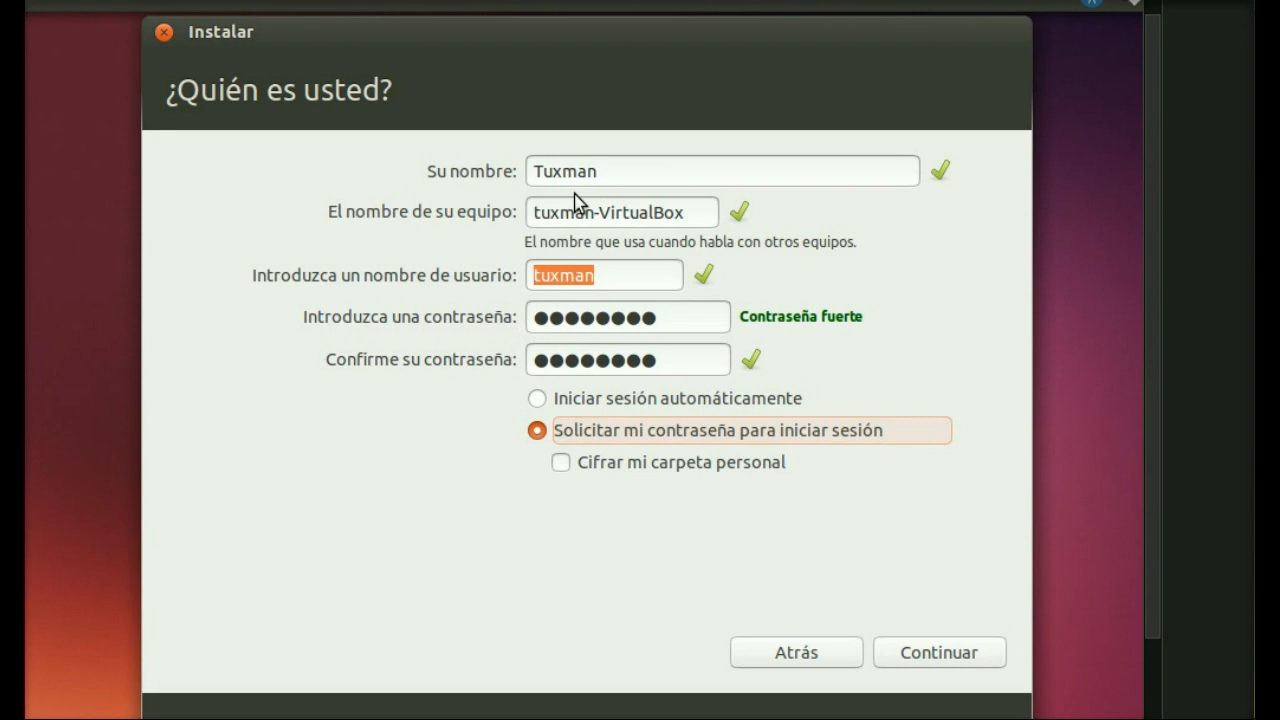 Instalar
¿Quién es usted?
Su nombre: Tuxman
El nombre de su equipo: tuxman-VirtualBox
El nombre que usa cuando habla con otros equipos.
Introduzca un nombre de usuario: tuxman
Introduzca una contraseña: ●●●●●●●● Contraseña fuerte
Confirme su contraseña: ●●●●●●●●
Iniciar sesión automáticamente
Solicitar mi contraseña para iniciar sesión
Cifrar mi carpeta personal
Atrás Continuar